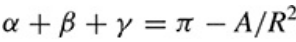 α + β + γ = π − A/R²